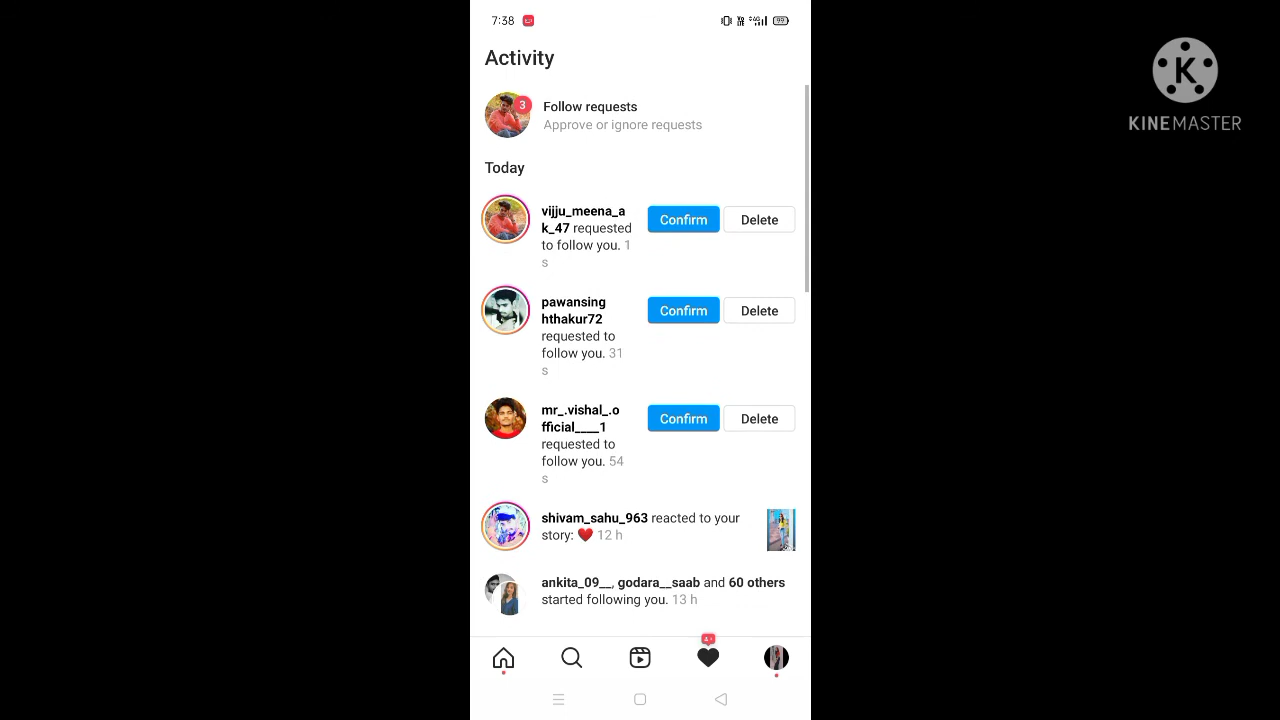 7:38
Activity
3
Follow requests
Approve or ignore requests
Today
vijju_meena_a
k_47 requested
to follow you. 1
s
Confirm
Delete
pawansing
hthakur72
requested to
follow you. 31
s
Confirm
Delete
mr_.vishal_.o
fficial____1
requested to
follow you. 54
s
Confirm
Delete
shivam_sahu_963 reacted to your
story: ❤️ 12 h
ankita_09__, godara__saab and 60 others
started following you. 13 h
K
KINEMASTER